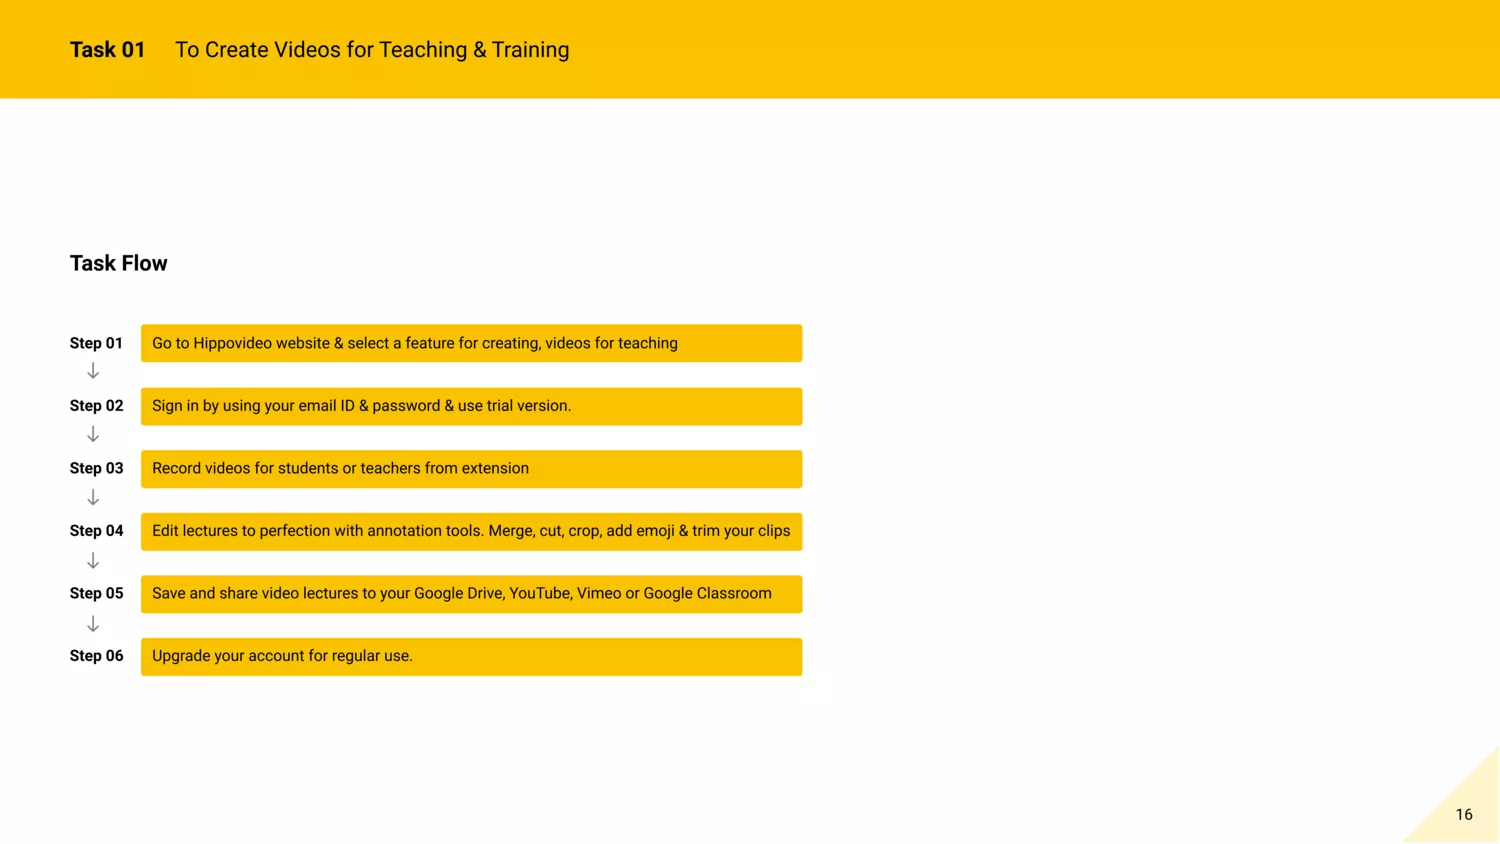 Task 01 To Create Videos for Teaching & Training
Task Flow
Step 01 Go to Hippovideo website & select a feature for creating, videos for teaching
Step 02 Sign in by using your email ID & password & use trial version.
Step 03 Record videos for students or teachers from extension
Step 04 Edit lectures to perfection with annotation tools. Merge, cut, crop, add emoji & trim your clips
Step 05 Save and share video lectures to your Google Drive, YouTube, Vimeo or Google Classroom
Step 06 Upgrade your account for regular use.
16